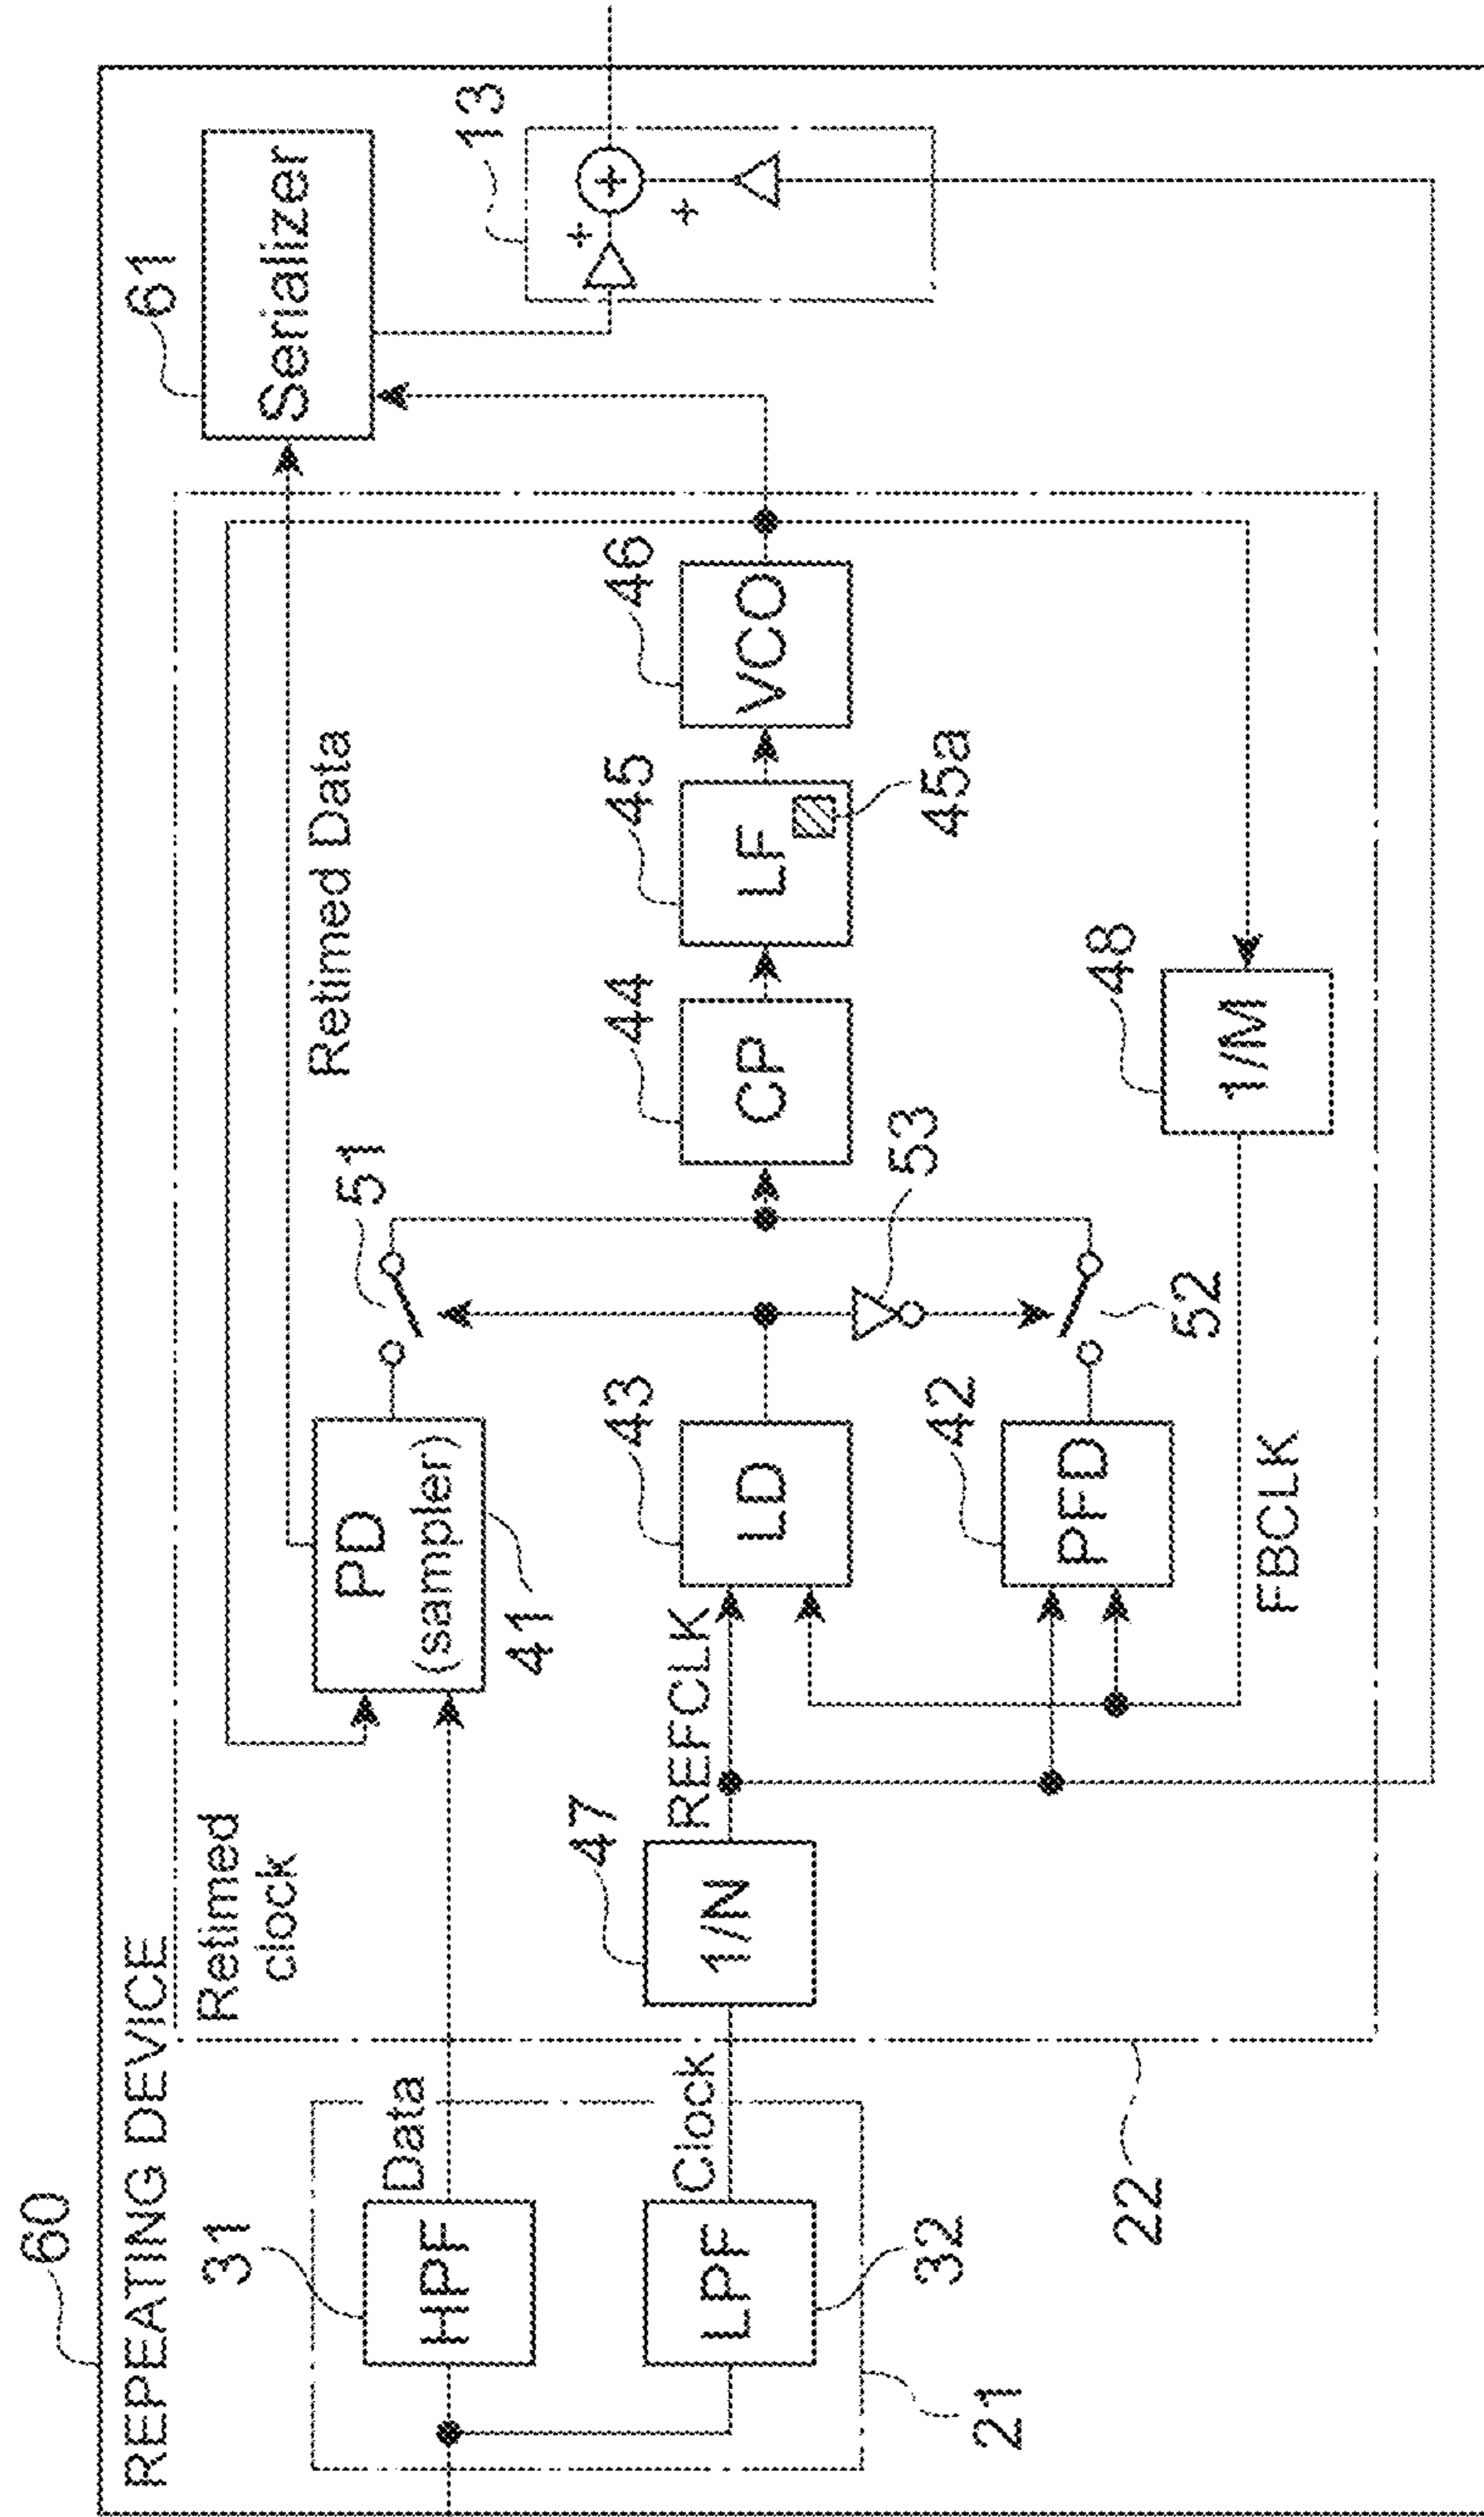 60
REPEATING DEVICE
61
Serializer
13
+
+
+
Retimed
clock
Retimed Data
31
HPF
Data
PD
(sampler)
41
51
32
LPF
Clock
21
47
1/N
REFCLK
43
LD
53
44
CP
45
LF
45a
46
VCO
42
PFD
52
48
1/M
FBCLK
22